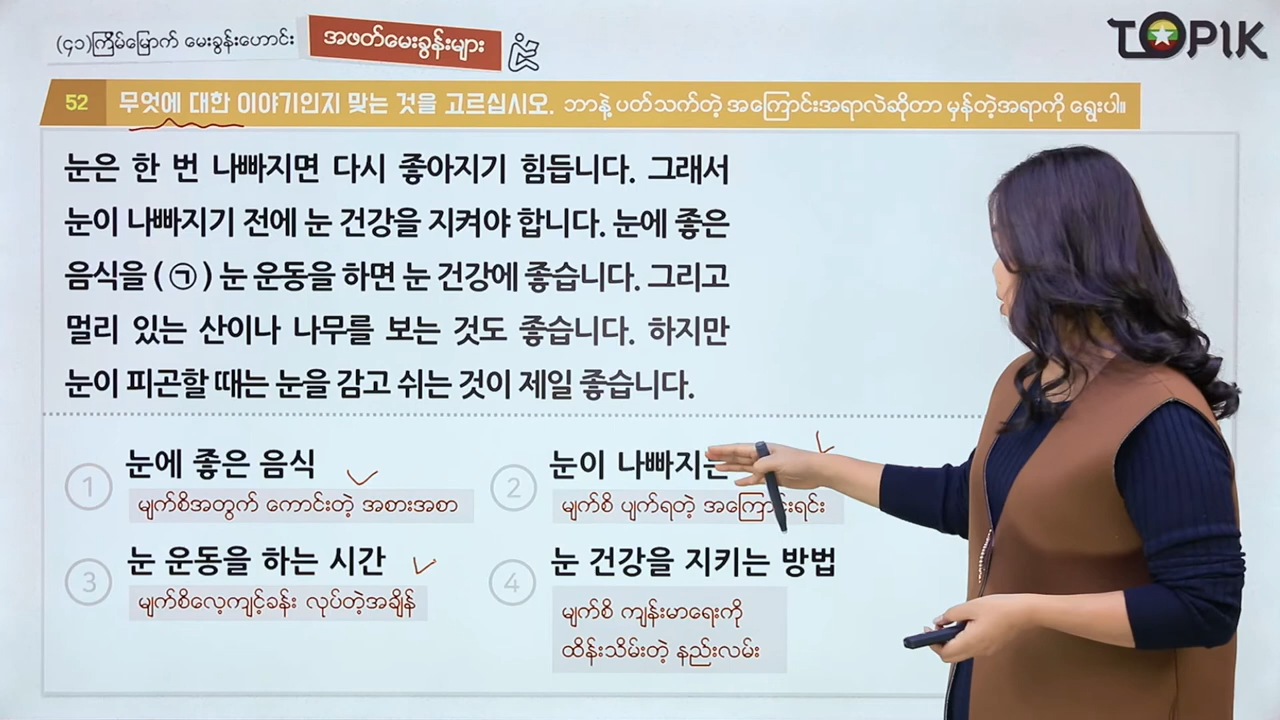 (၄၁)ကြိမ်မြောက် မေးခွန်းဟောင်း
အဖတ်မေးခွန်းများ
TOPIK
52 무엇에 대한 이야기인지 맞는 것을 고르십시오. ဘာနဲ့ ပတ်သက်တဲ့ အကြောင်းအရာလဲဆိုတာ မှန်တဲ့အရာကို ရွေးပါ။
눈은 한 번 나빠지면 다시 좋아지기 힘듭니다. 그래서
눈이 나빠지기 전에 눈 건강을 지켜야 합니다. 눈에 좋은
음식을 ( ㉠ ) 눈 운동을 하면 눈 건강에 좋습니다. 그리고
멀리 있는 산이나 나무를 보는 것도 좋습니다. 하지만
눈이 피곤할 때는 눈을 감고 쉬는 것이 제일 좋습니다.
① 눈에 좋은 음식
မျက်စိအတွက် ကောင်းတဲ့ အစားအစာ
② 눈이 나빠지는
မျက်စိ ပျက်ရတဲ့ အကြောင်းရင်း
③ 눈 운동을 하는 시간
မျက်စိလေ့ကျင့်ခန်း လုပ်တဲ့အချိန်
④ 눈 건강을 지키는 방법
မျက်စိ ကျန်းမာရေးကို
ထိန်းသိမ်းတဲ့ နည်းလမ်း